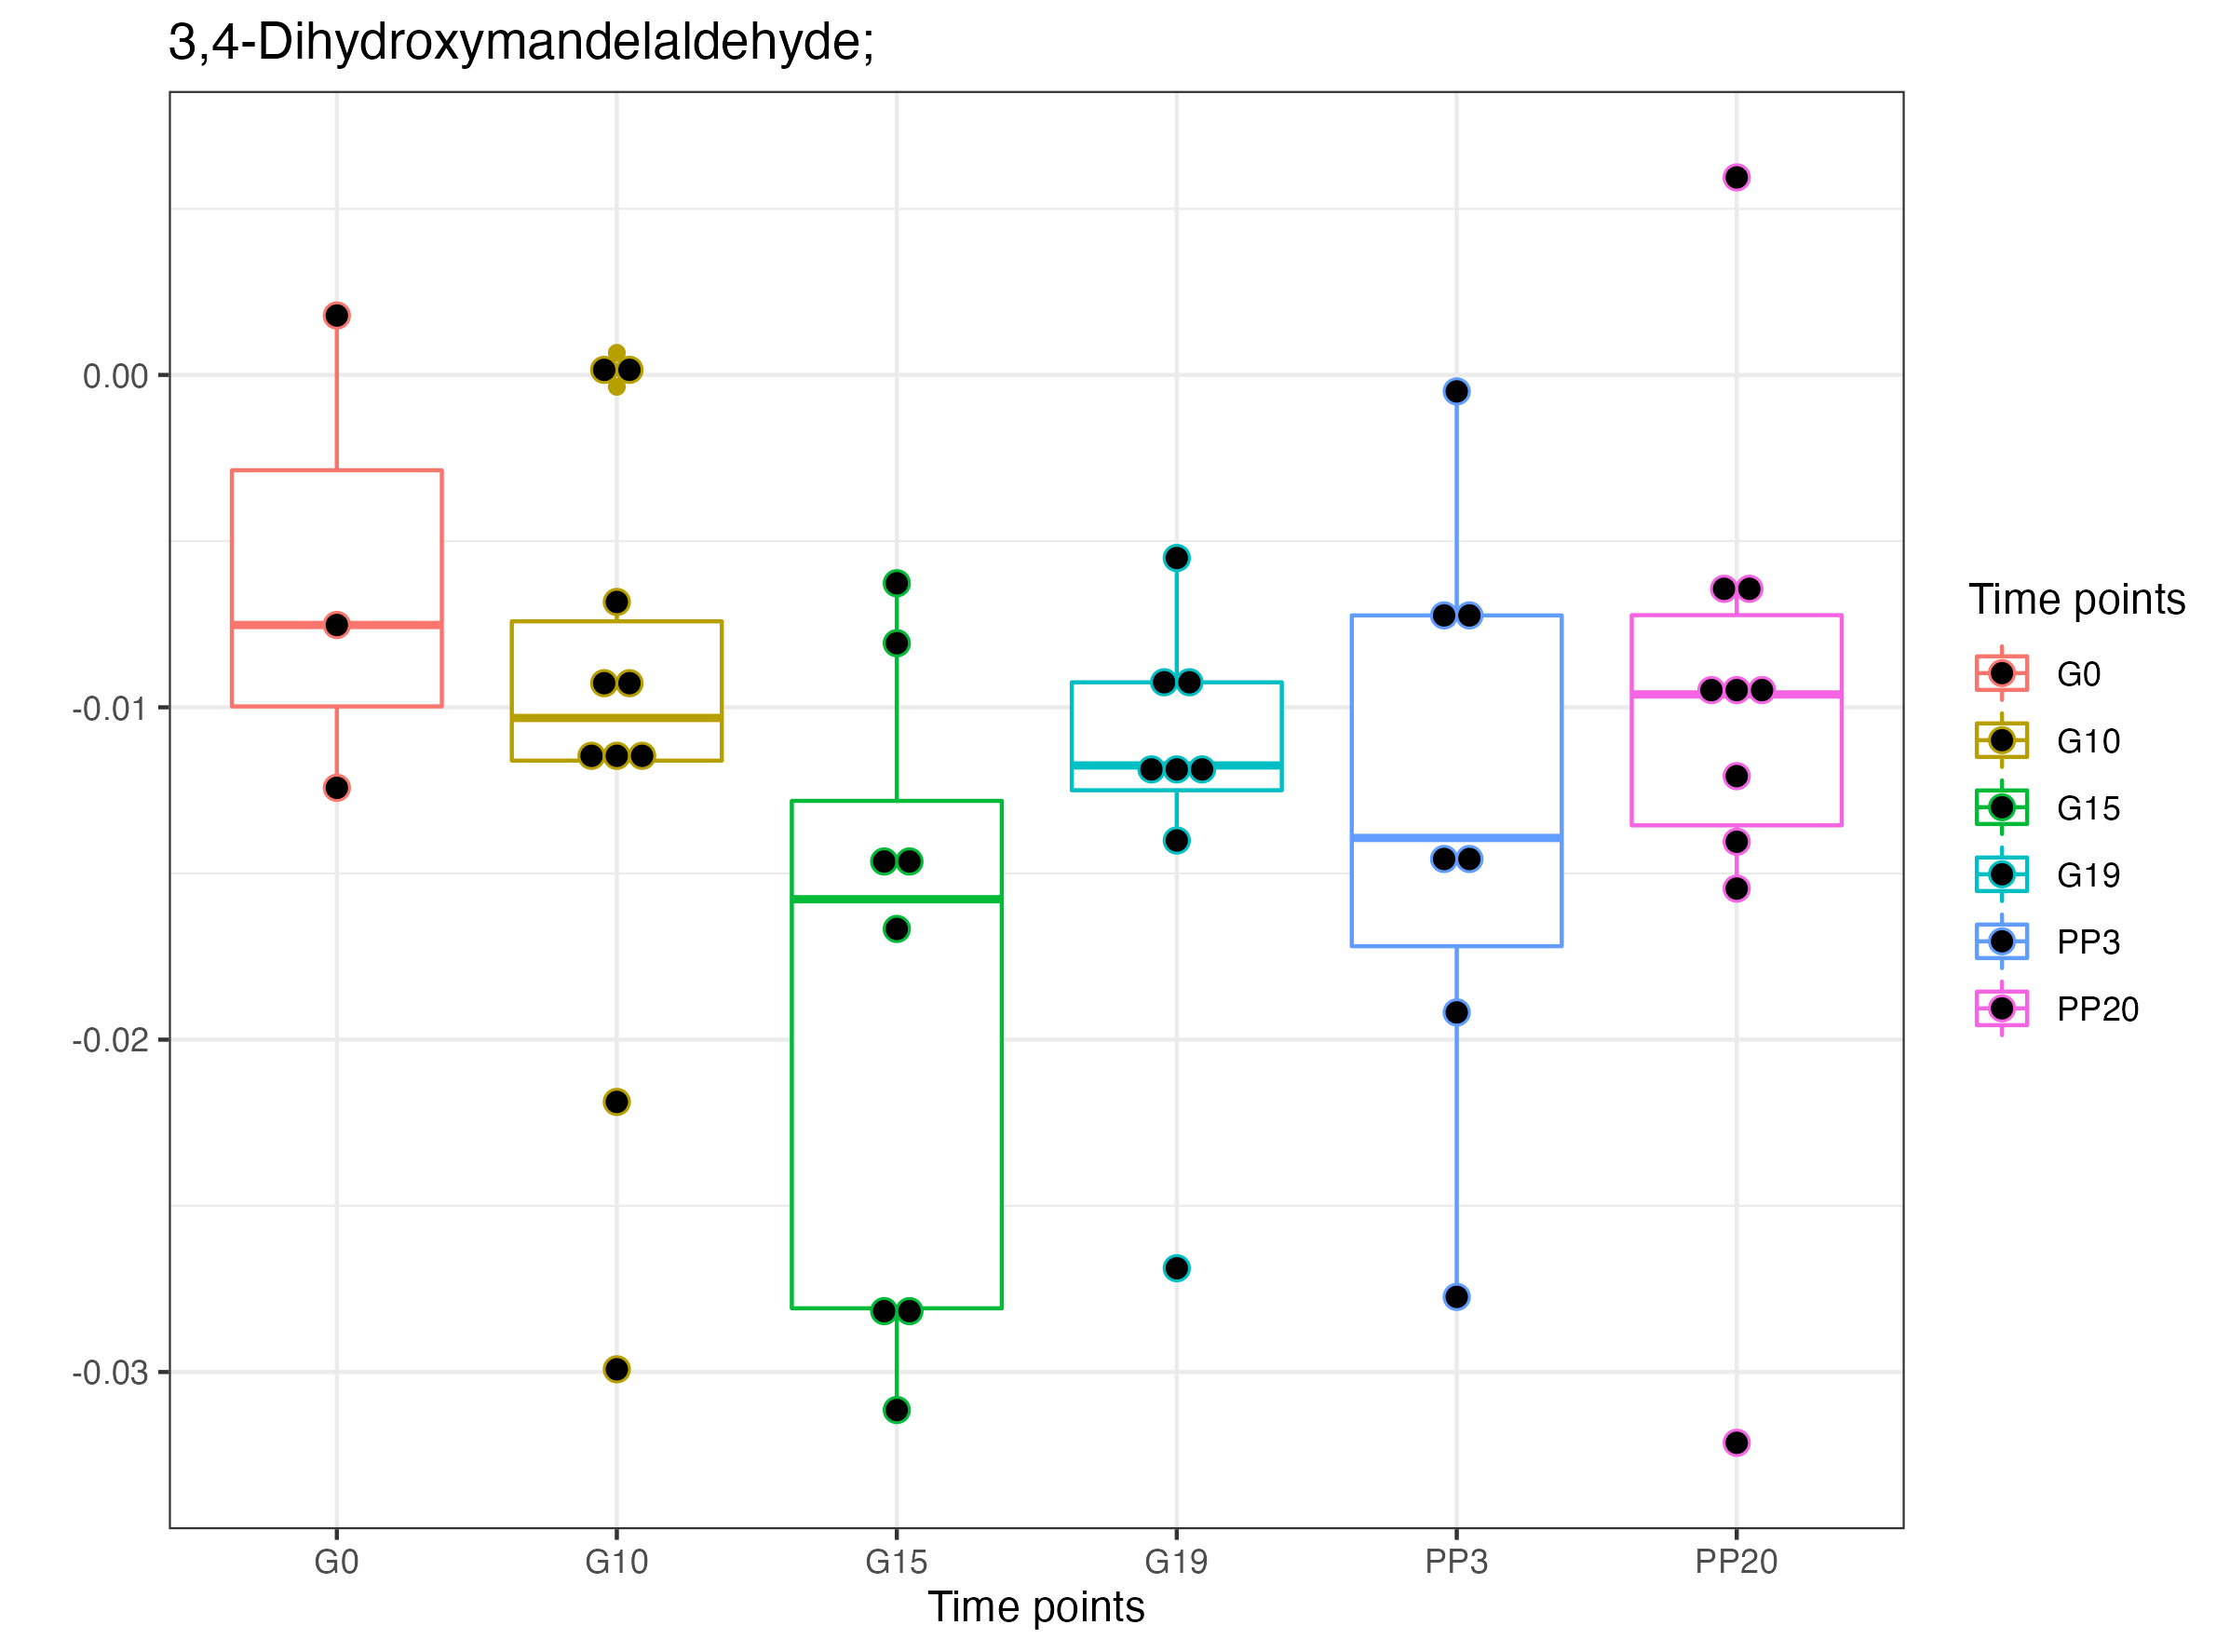 3,4-Dihydroxymandelaldehyde;
0.00
-0.01
-0.02
-0.03
G0 G10 G15 G19 PP3 PP20
Time points
Time points
G0
G10
G15
G19
PP3
PP20